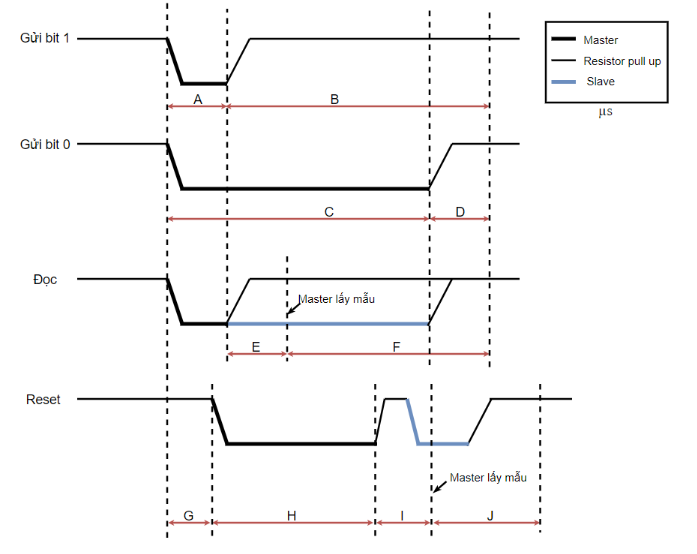 Gửi bit 1
Master
Resistor pull up
Slave
μs
A
B
Gửi bit 0
C
D
Đọc
Master lấy mẫu
E
F
Reset
Master lấy mẫu
G
H
I
J